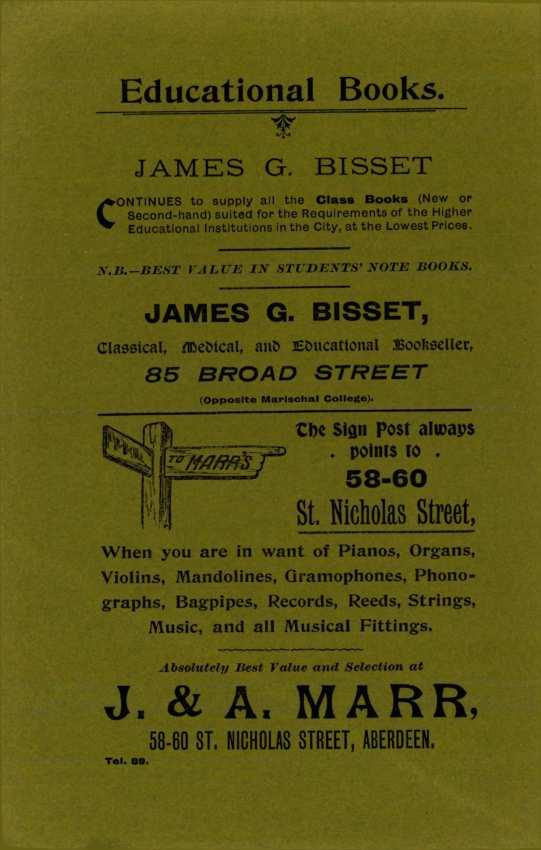 Educational Books.
JAMES G. BISSET
CONTINUES to supply all the Class Books (New or
Second-hand) suited for the Requirements of the Higher
Educational Institutions in the City, at the Lowest Prices.
N.B.—BEST VALUE IN STUDENTS' NOTE BOOKS.
JAMES G. BISSET,
Classical, Medical, and Educational Bookseller,
85 BROAD STREET
(Opposite Marischal College).
TO MARR'S
The Sign Post always
. points to .
58-60
St. Nicholas Street,
When you are in want of Pianos, Organs,
Violins, Mandolines, Gramophones, Phono-
graphs, Bagpipes, Records, Reeds, Strings,
Music, and all Musical Fittings.
Absolutely Best Value and Selection at
J. & A. MARR,
58-60 ST. NICHOLAS STREET, ABERDEEN.
Tel. 89.